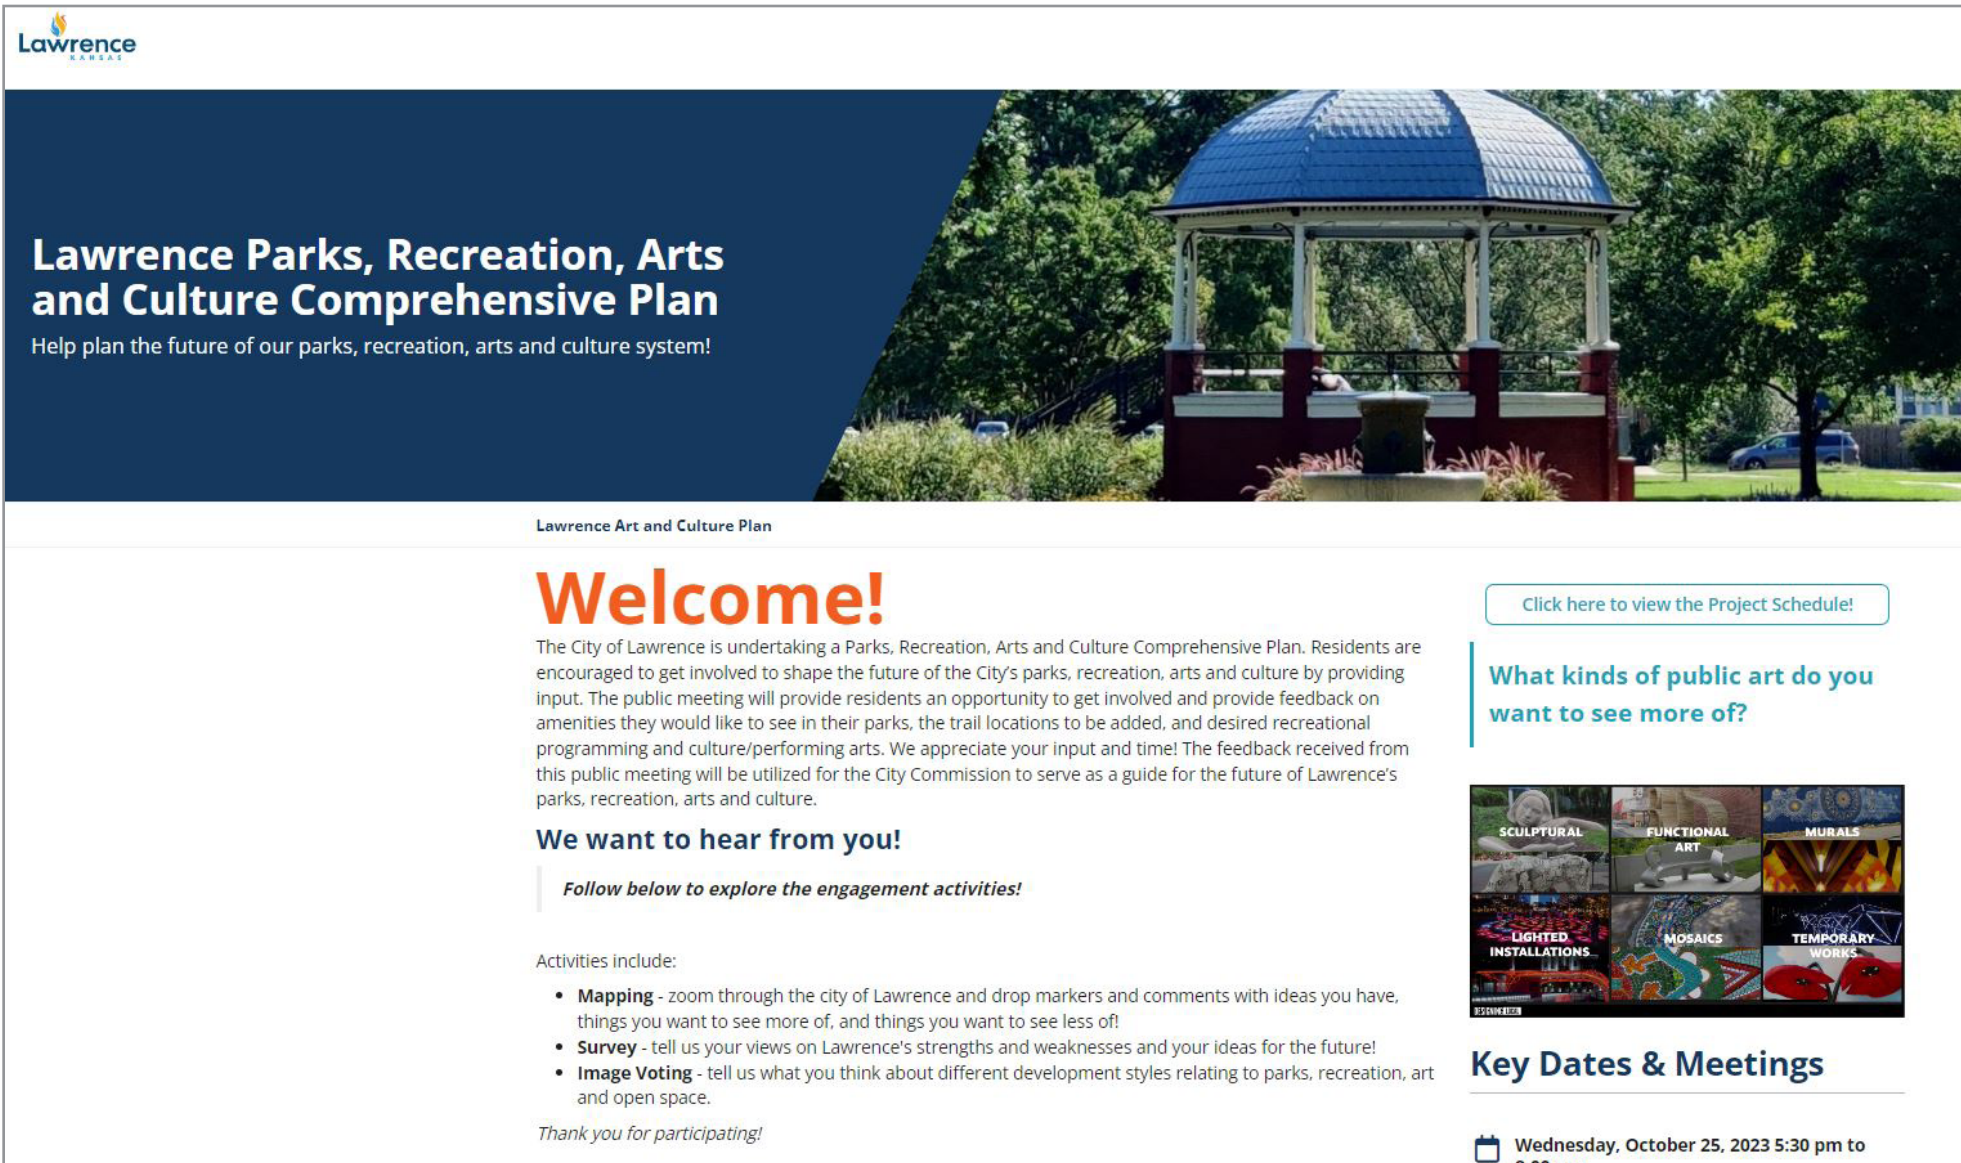 Lawrence
KANSAS
Lawrence Parks, Recreation, Arts
and Culture Comprehensive Plan
Help plan the future of our parks, recreation, arts and culture system!
Lawrence Art and Culture Plan
Welcome!
The City of Lawrence is undertaking a Parks, Recreation, Arts and Culture Comprehensive Plan. Residents are
encouraged to get involved to shape the future of the City's parks, recreation, arts and culture by providing
input. The public meeting will provide residents an opportunity to get involved and provide feedback on
amenities they would like to see in their parks, the trail locations to be added, and desired recreational
programming and culture/performing arts. We appreciate your input and time! The feedback received from
this public meeting will be utilized for the City Commission to serve as a guide for the future of Lawrence's
parks, recreation, arts and culture.
We want to hear from you!
Follow below to explore the engagement activities!
Activities include:
• Mapping - zoom through the city of Lawrence and drop markers and comments with ideas you have,
things you want to see more of, and things you want to see less of!
• Survey - tell us your views on Lawrence's strengths and weaknesses and your ideas for the future!
• Image Voting - tell us what you think about different development styles relating to parks, recreation, art
and open space.
Thank you for participating!
Click here to view the Project Schedule!
What kinds of public art do you
want to see more of?
SCULPTURAL
FUNCTIONAL
ART
MURALS
LIGHTED
INSTALLATIONS
MOSAICS
TEMPORARY
WORKS
DESIGNING LOCAL
Key Dates & Meetings
Wednesday, October 25, 2023 5:30 pm to